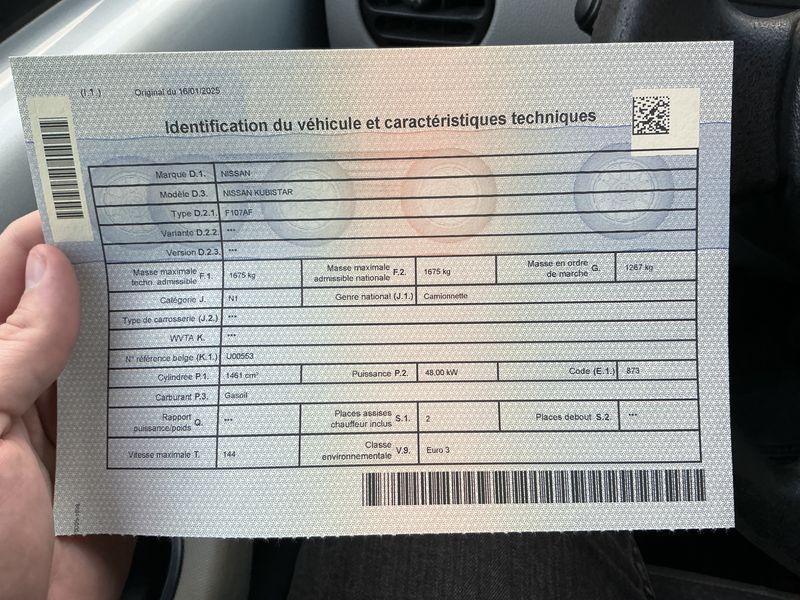 (I.1.) Original du 16/01/2025
Identification du véhicule et caractéristiques techniques
Marque D.1. NISSAN
Modèle D.3. NISSAN KUBISTAR
Type D.2.1. F107AF
Variante D.2.2. ***
Version D.2.3. ***
Masse maximale techn. admissible F.1. 1675 kg Masse maximale admissible nationale F.2. 1675 kg Masse en ordre de marche G. 1267 kg
Catégorie J. N1 Genre national (J.1.) Camionnette
Type de carrosserie (J.2.) ***
WVTA K. ***
N° référence belge (K.1.) U00553
Cylindrée P.1. 1461 cm³ Puissance P.2. 48,00 kW Code (E.1.) 873
Carburant P.3. Gasoil
Rapport puissance/poids Q. *** Places assises chauffeur inclus S.1. 2 Places debout S.2. ***
Vitesse maximale T. 144 Classe environnementale V.9. Euro 3